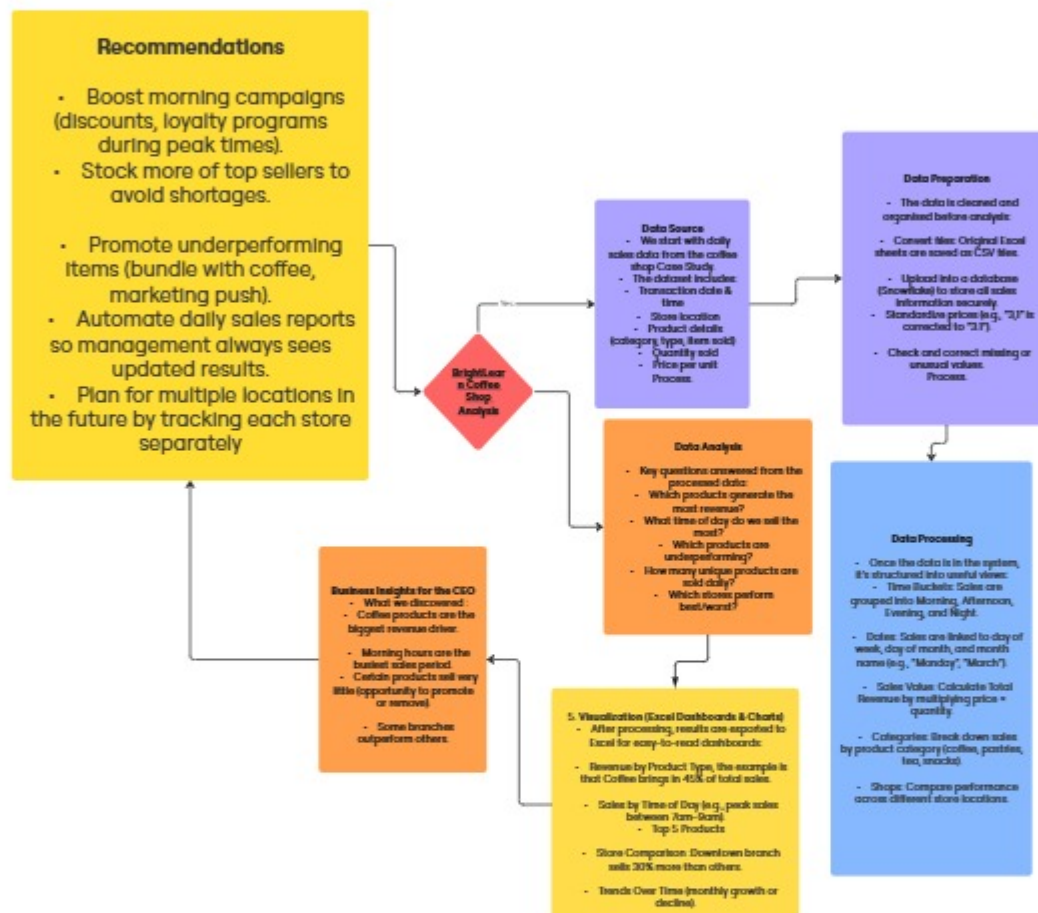 Recommendations
• Boost morning campaigns
(discounts, loyalty programs
during peak times).
• Stock more of top sellers to
avoid shortages.
• Promote underperforming
items (bundle with coffee,
marketing push).
• Automate daily sales reports
so management always sees
updated results.
• Plan for multiple locations in
the future by tracking each store
separately
BrightLear
n Coffee
Shop
Analysis
Data Source
• We start with daily
sales data from the coffee
shop Case Study.
• The dataset includes:
• Transaction date &
time
• Store location
• Product details
(category, type, item sold)
• Quantity sold
• Price per unit
Process.
Data Preparation
• The data is cleaned and
organised before analysis:
• Convert files: Original Excel
sheets are saved as CSV files.
• Upload into a database
(Snowflake) to store all sales
information securely.
• Standardize prices (e.g., "3,1" is
corrected to "3.1").
• Check and correct missing or
unusual values.
Process.
Data Processing
• Once the data is in the system,
it's structured into useful views:
• Time Buckets: Sales are
grouped into Morning, Afternoon,
Evening, and Night.
• Dates: Sales are linked to day of
week, day of month, and month
name (e.g., "Monday", "March").
• Sales Value: Calculate Total
Revenue by multiplying price ×
quantity.
• Categories: Break down sales
by product category (coffee, pastries,
tea, snacks).
• Shops: Compare performance
across different store locations.
Data Analysis
• Key questions answered from the
processed data:
• Which products generate the
most revenue?
• What time of day do we sell the
most?
• Which products are
underperforming?
• How many unique products are
sold daily?
• Which stores perform
best/worst?
5. Visualization (Excel Dashboards & Charts)
• After processing, results are exported to
Excel for easy-to-read dashboards:
• Revenue by Product Type, the example is
that Coffee brings in 45% of total sales.
• Sales by Time of Day (e.g., peak sales
between 7am–9am).
• Top 5 Products
• Store Comparison: Downtown branch
sells 30% more than others.
• Trends Over Time (monthly growth or
decline).
Business Insights for the CEO
• What we discovered :
• Coffee products are the
biggest revenue driver.
• Morning hours are the
busiest sales period.
• Certain products sell very
little (opportunity to promote
or remove).
• Some branches
outperform others.